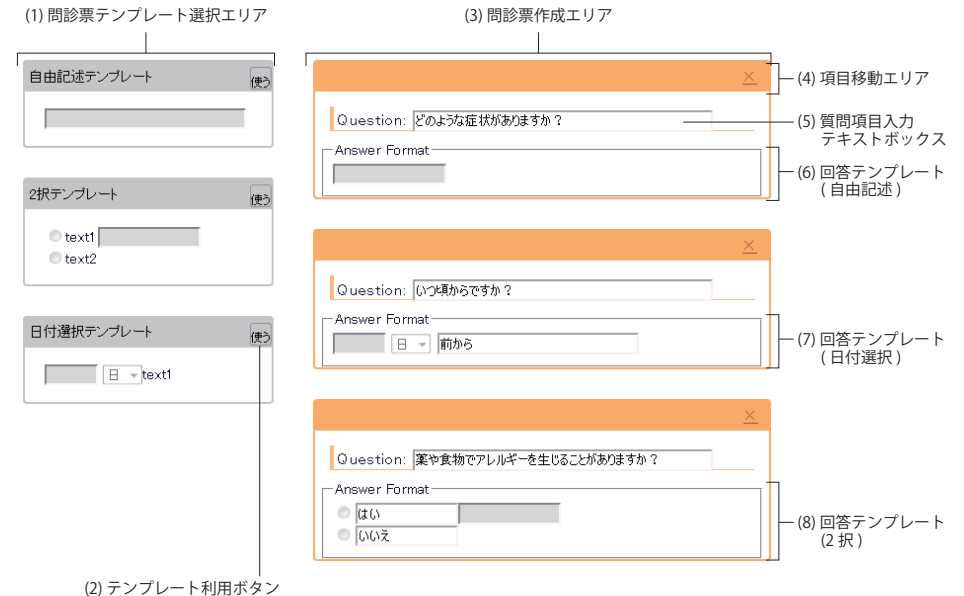 (1) 問診票テンプレート選択エリア
(3) 問診票作成エリア
自由記述テンプレート
使う
2択テンプレート
使う
text1
text2
日付選択テンプレート
使う
日
text1
(2) テンプレート利用ボタン
×
(4) 項目移動エリア
Question: どのような症状がありますか?
(5) 質問項目入力
テキストボックス
Answer Format
(6) 回答テンプレート
( 自由記述 )
×
Question: いつ頃からですか?
Answer Format
日 前から
(7) 回答テンプレート
( 日付選択 )
×
Question: 薬や食物でアレルギーを生じることがありますか?
Answer Format
はい
いいえ
(8) 回答テンプレート
(2 択 )